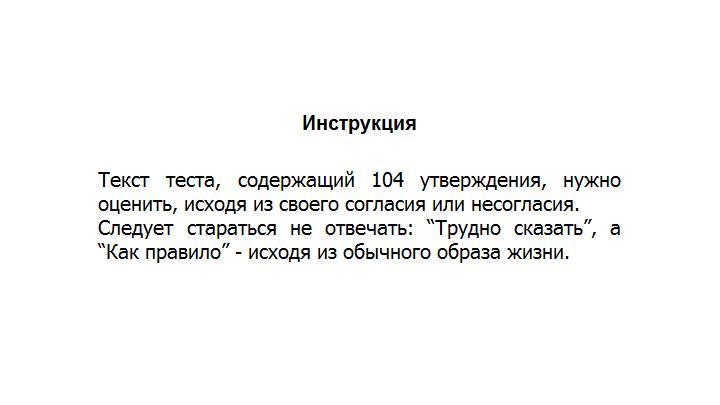 Инструкция
Текст теста, содержащий 104 утверждения, нужно
оценить, исходя из своего согласия или несогласия.
Следует стараться не отвечать: “Трудно сказать”, а
“Как правило” - исходя из обычного образа жизни.